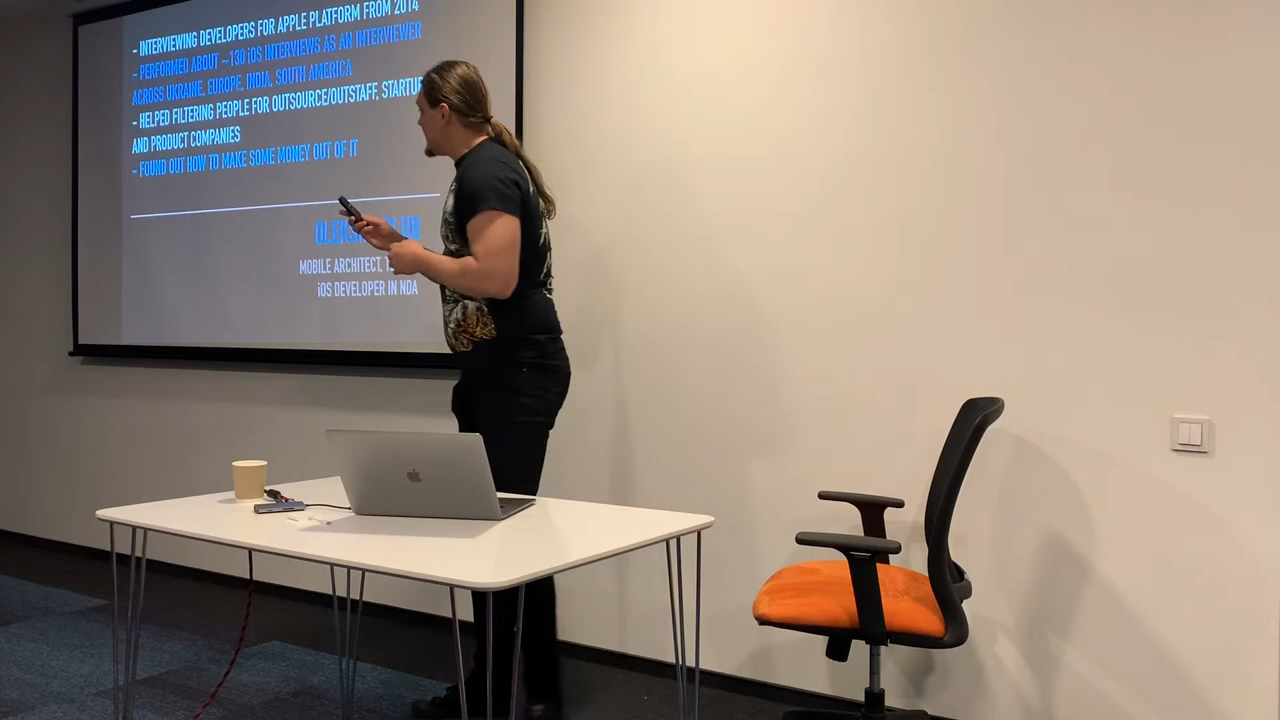 - INTERVIEWING DEVELOPERS FOR APPLE PLATFORM FROM 2014
- PERFORMED ABOUT ~130 iOS INTERVIEWS AS AN INTERVIEWER
ACROSS UKRAINE, EUROPE, INDIA, SOUTH AMERICA
- HELPED FILTERING PEOPLE FOR OUTSOURCE/OUTSTAFF, STARTUP
AND PRODUCT COMPANIES
- FOUND OUT HOW TO MAKE SOME MONEY OUT OF IT
MOBILE ARCHITECT,
iOS DEVELOPER IN NDA